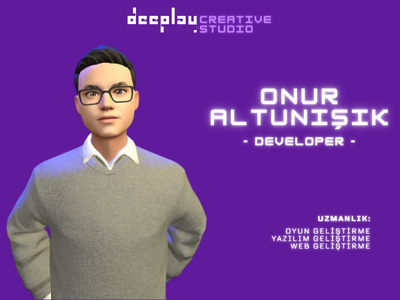 deeplay CREATIVE
STUDIO
ONUR
ALTUNIŞIK
- DEVELOPER -
UZMANLIK:
OYUN GELİŞTİRME
YAZILIM GELİŞTİRME
WEB GELİŞTİRME